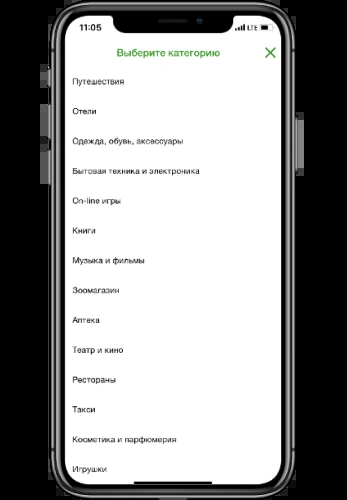 11:05
LTE
Выберите категорию
Путешествия
Отели
Одежда, обувь, аксессуары
Бытовая техника и электроника
On-line игры
Книги
Музыка и фильмы
Зоомагазин
Аптека
Театр и кино
Рестораны
Такси
Косметика и парфюмерия
Игрушки